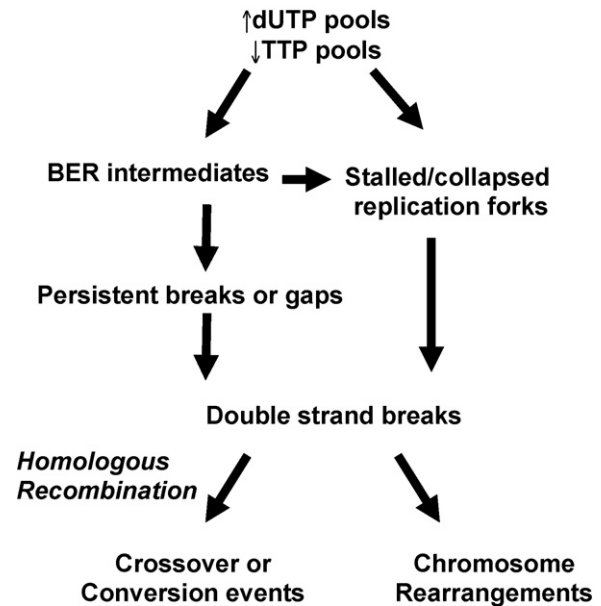 ↑dUTP pools
↓TTP pools
BER intermediates
Stalled/collapsed
replication forks
Persistent breaks or gaps
Double strand breaks
Homologous
Recombination
Crossover or
Conversion events
Chromosome
Rearrangements